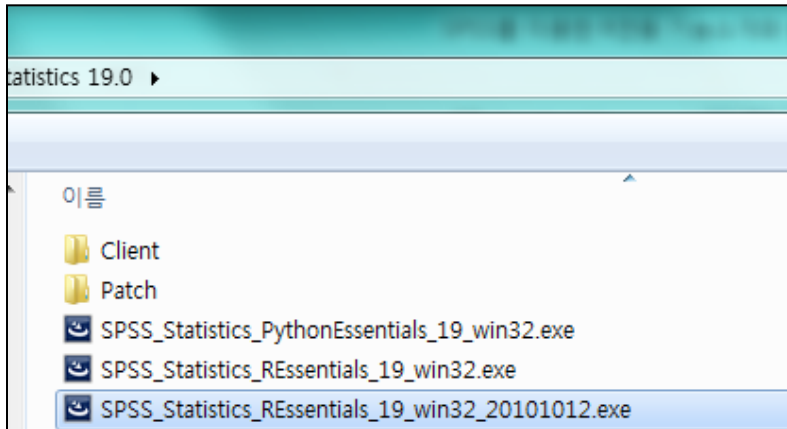 tatistics 19.0
이름
Client
Patch
SPSS_Statistics_PythonEssentials_19_win32.exe
SPSS_Statistics_REssentials_19_win32.exe
SPSS_Statistics_REssentials_19_win32_20101012.exe